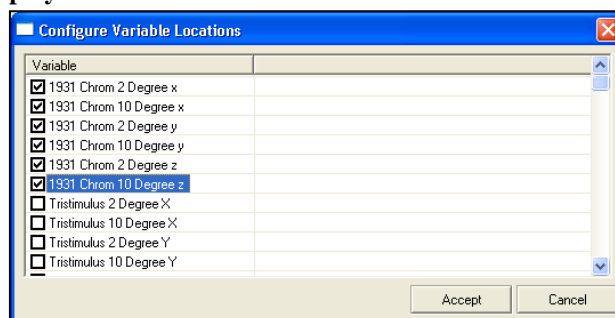 Configure Variable Locations
Variable
1931 Chrom 2 Degree x
1931 Chrom 10 Degree x
1931 Chrom 2 Degree y
1931 Chrom 10 Degree y
1931 Chrom 2 Degree z
1931 Chrom 10 Degree z
Tristimulus 2 Degree X
Tristimulus 10 Degree X
Tristimulus 2 Degree Y
Tristimulus 10 Degree Y
Accept Cancel